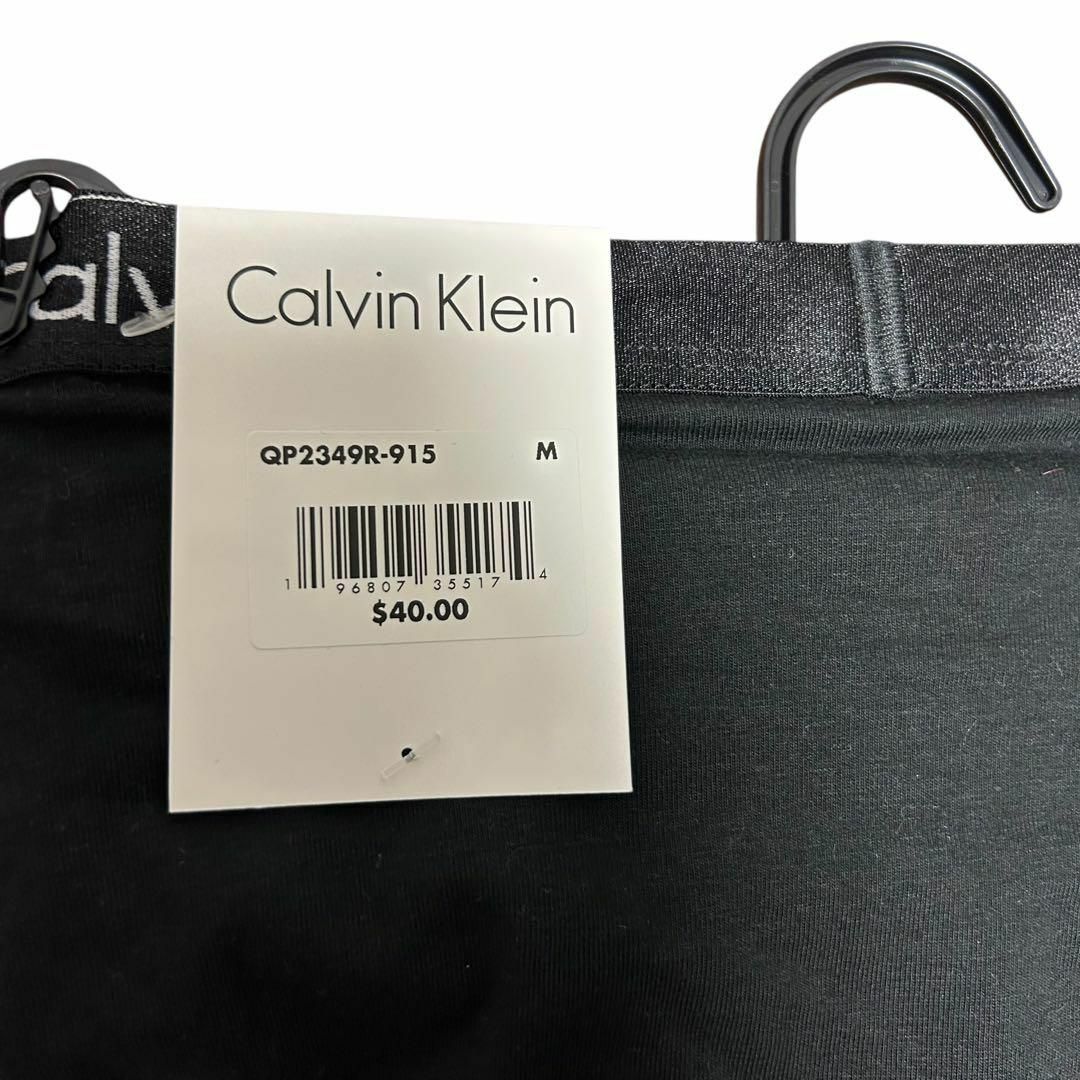 Calvin Klein
QP2349R-915 M
1 96807 35517 4
$40.00